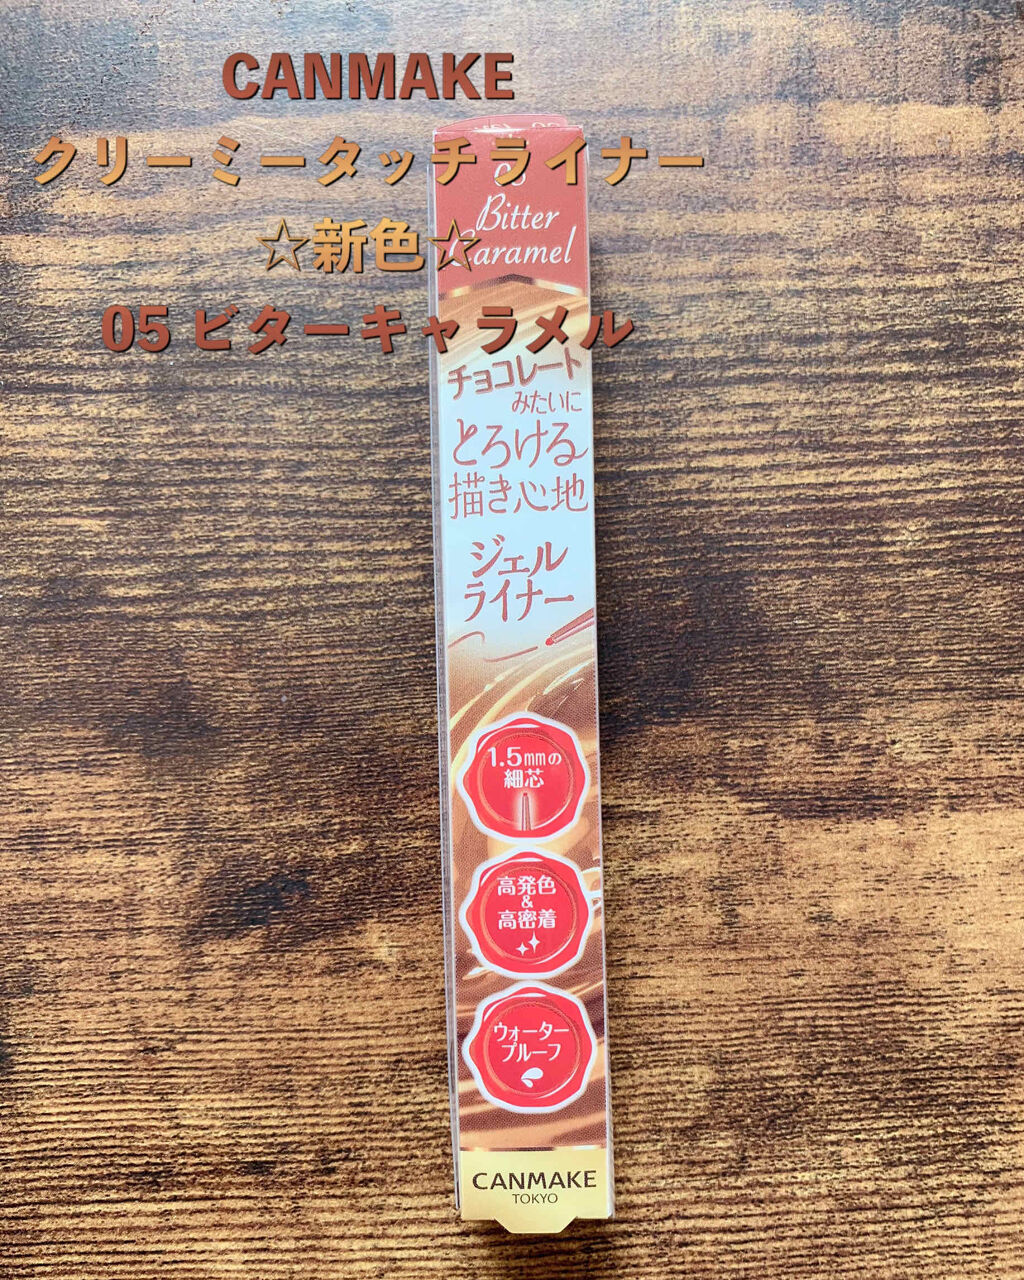 CANMAKE
クリーミータッチライナー
☆新色☆
05 ビターキャラメル
Bitter
Caramel
チョコレート
みたいに
とろける
描き心地
ジェル
ライナー
1.5mmの
細芯
高発色
&
高密着
ウォーター
プルーフ
CANMAKE
TOKYO